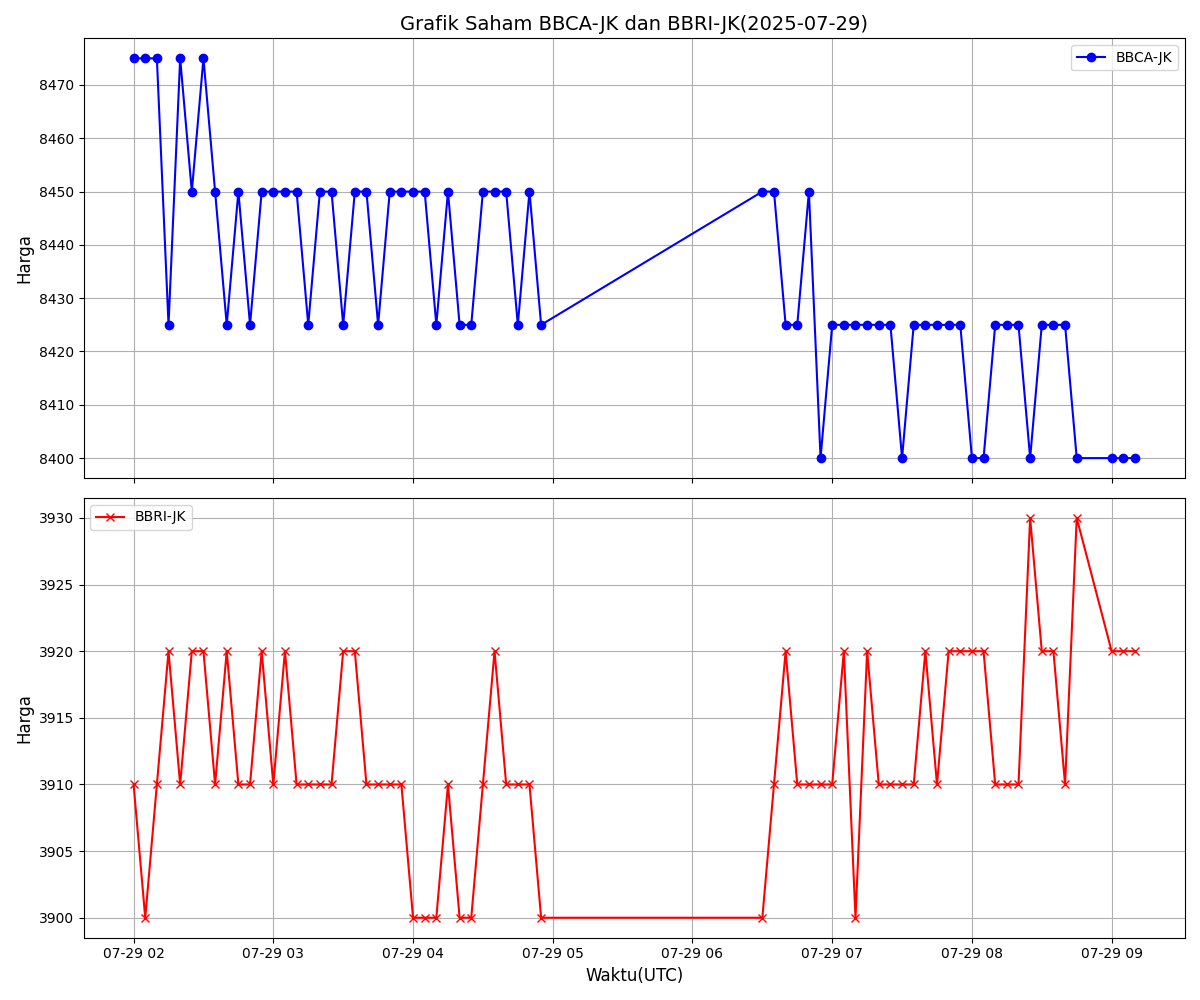 Grafik Saham BBCA-JK dan BBRI-JK(2025-07-29)
BBCA-JK
8470
8460
8450
8440
8430
8420
8410
8400
Harga
BBRI-JK
3930
3925
3920
3915
3910
3905
3900
Harga
07-29 02 07-29 03 07-29 04 07-29 05 07-29 06 07-29 07 07-29 08 07-29 09
Waktu(UTC)